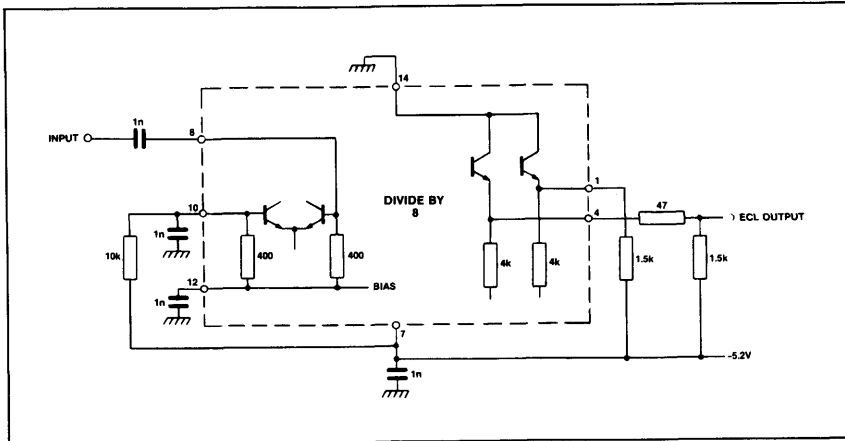 14
1n
INPUT
8
1
DIVIDE BY
8
10
4
47
ECL OUTPUT
1n
10k
400
400
4k
4k
1.5k
1.5k
12
BIAS
1n
7
-5.2V
1n